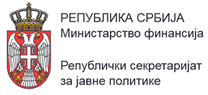 РЕПУБЛИКА СРБИЈА
Министарство финансија
Републички секретаријат
за јавне политике